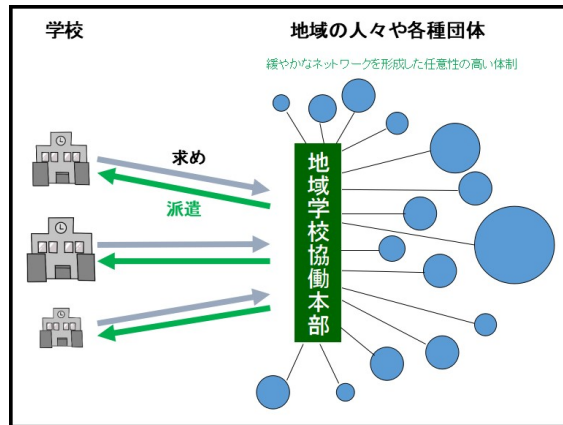 学校
地域の人々や各種団体
緩やかなネットワークを形成した任意性の高い体制
求め
派遣
地域学校協働本部